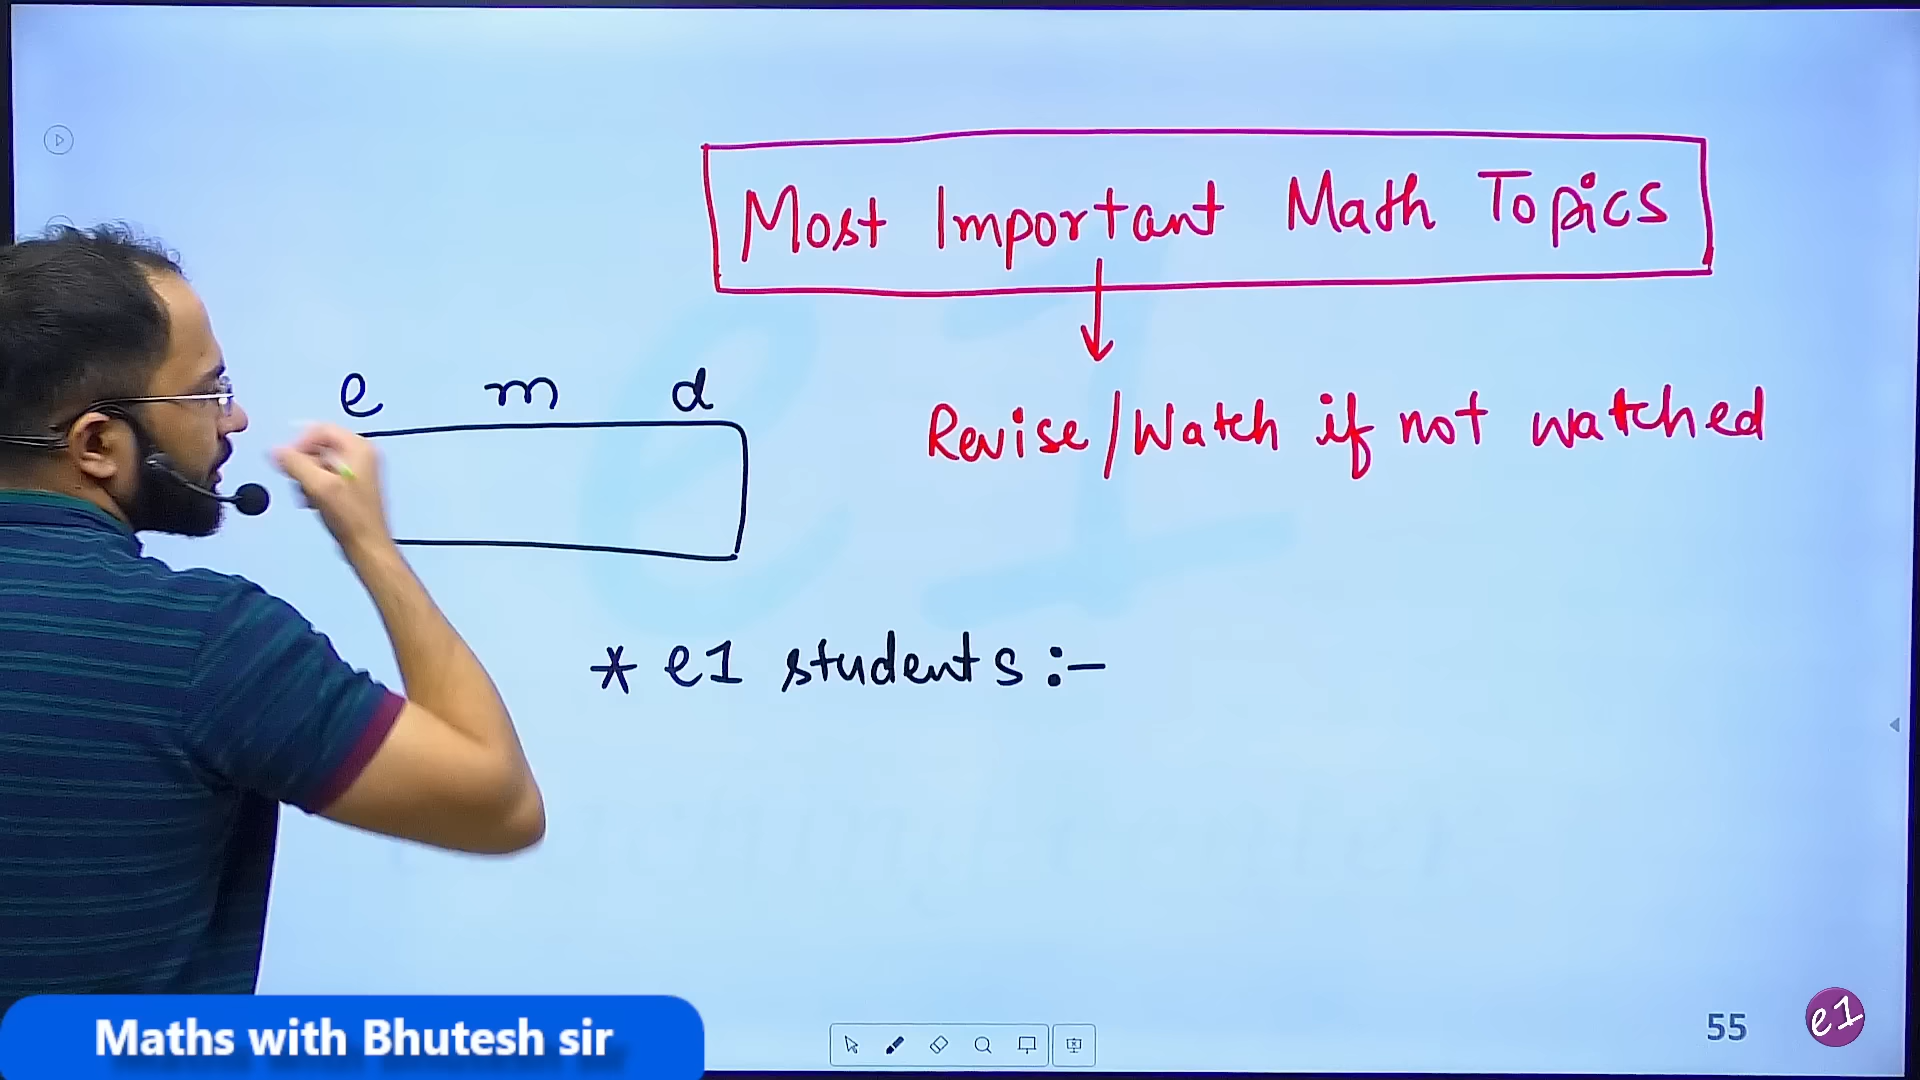 Most Important Math Topics
Revise/Watch if not watched
e m d
* e1 students :-
Maths with Bhutesh sir
55
e1